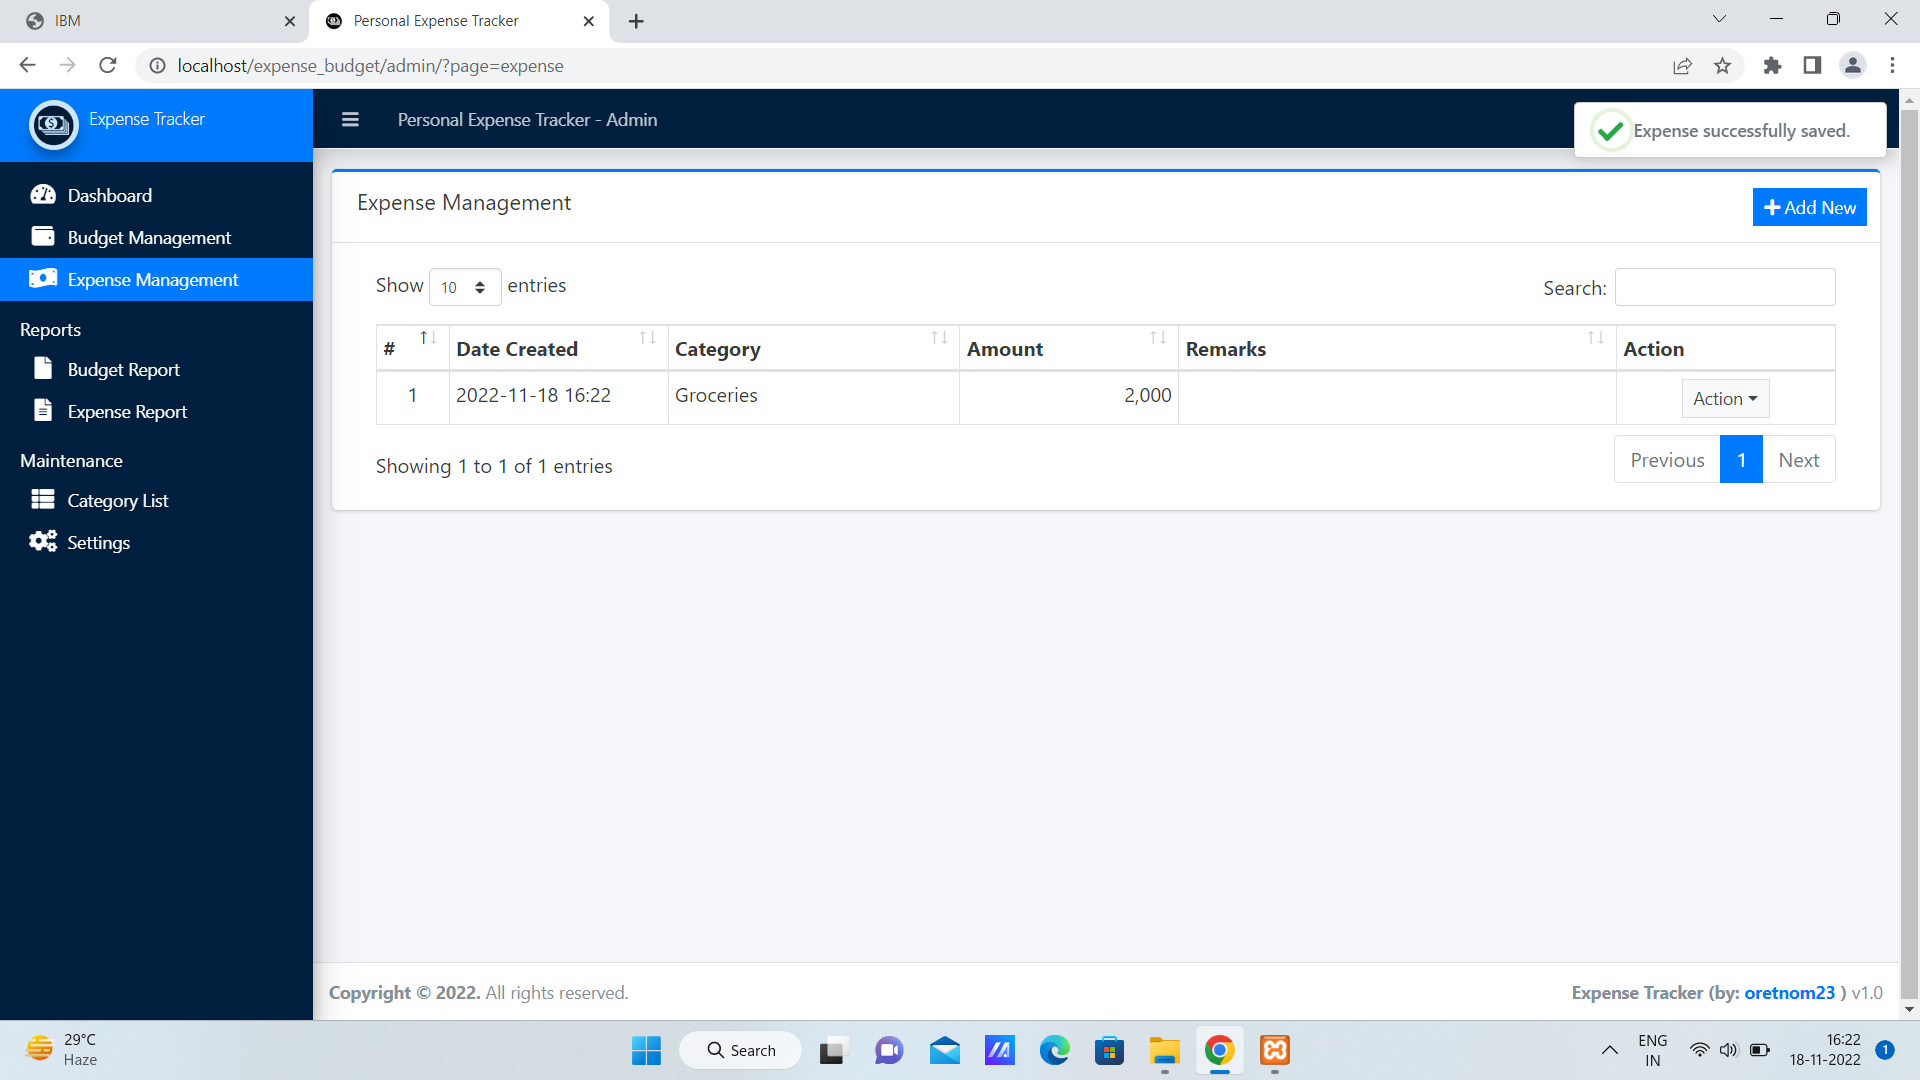 IBM
Personal Expense Tracker
localhost/expense_budget/admin/?page=expense
Expense Tracker
Personal Expense Tracker - Admin
Expense successfully saved.
Dashboard
Budget Management
Expense Management
Reports
Budget Report
Expense Report
Maintenance
Category List
Settings
Expense Management
Add New
Show 10 entries
Search:
# Date Created Category Amount Remarks Action
1 2022-11-18 16:22 Groceries 2,000 Action
Showing 1 to 1 of 1 entries
Previous 1 Next
Copyright © 2022. All rights reserved.
Expense Tracker (by: oretnom23 ) v1.0
29°C
Haze
Search
ENG
IN
16:22
18-11-2022
1